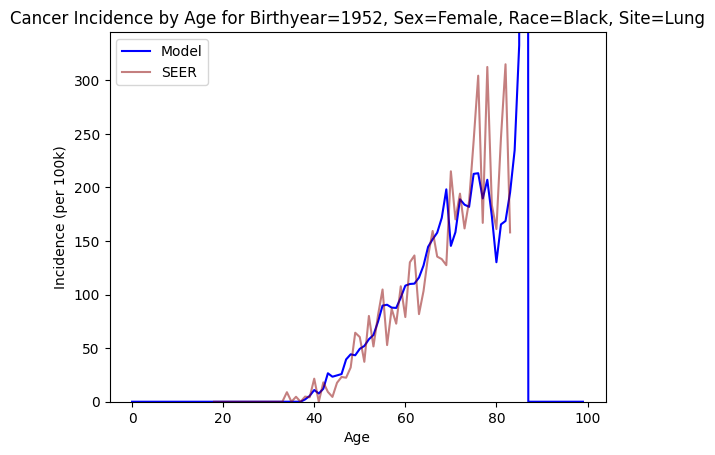 Cancer Incidence by Age for Birthyear=1952, Sex=Female, Race=Black, Site=Lung
Model
SEER
Incidence (per 100k)
300
250
200
150
100
50
0
0 20 40 60 80 100
Age